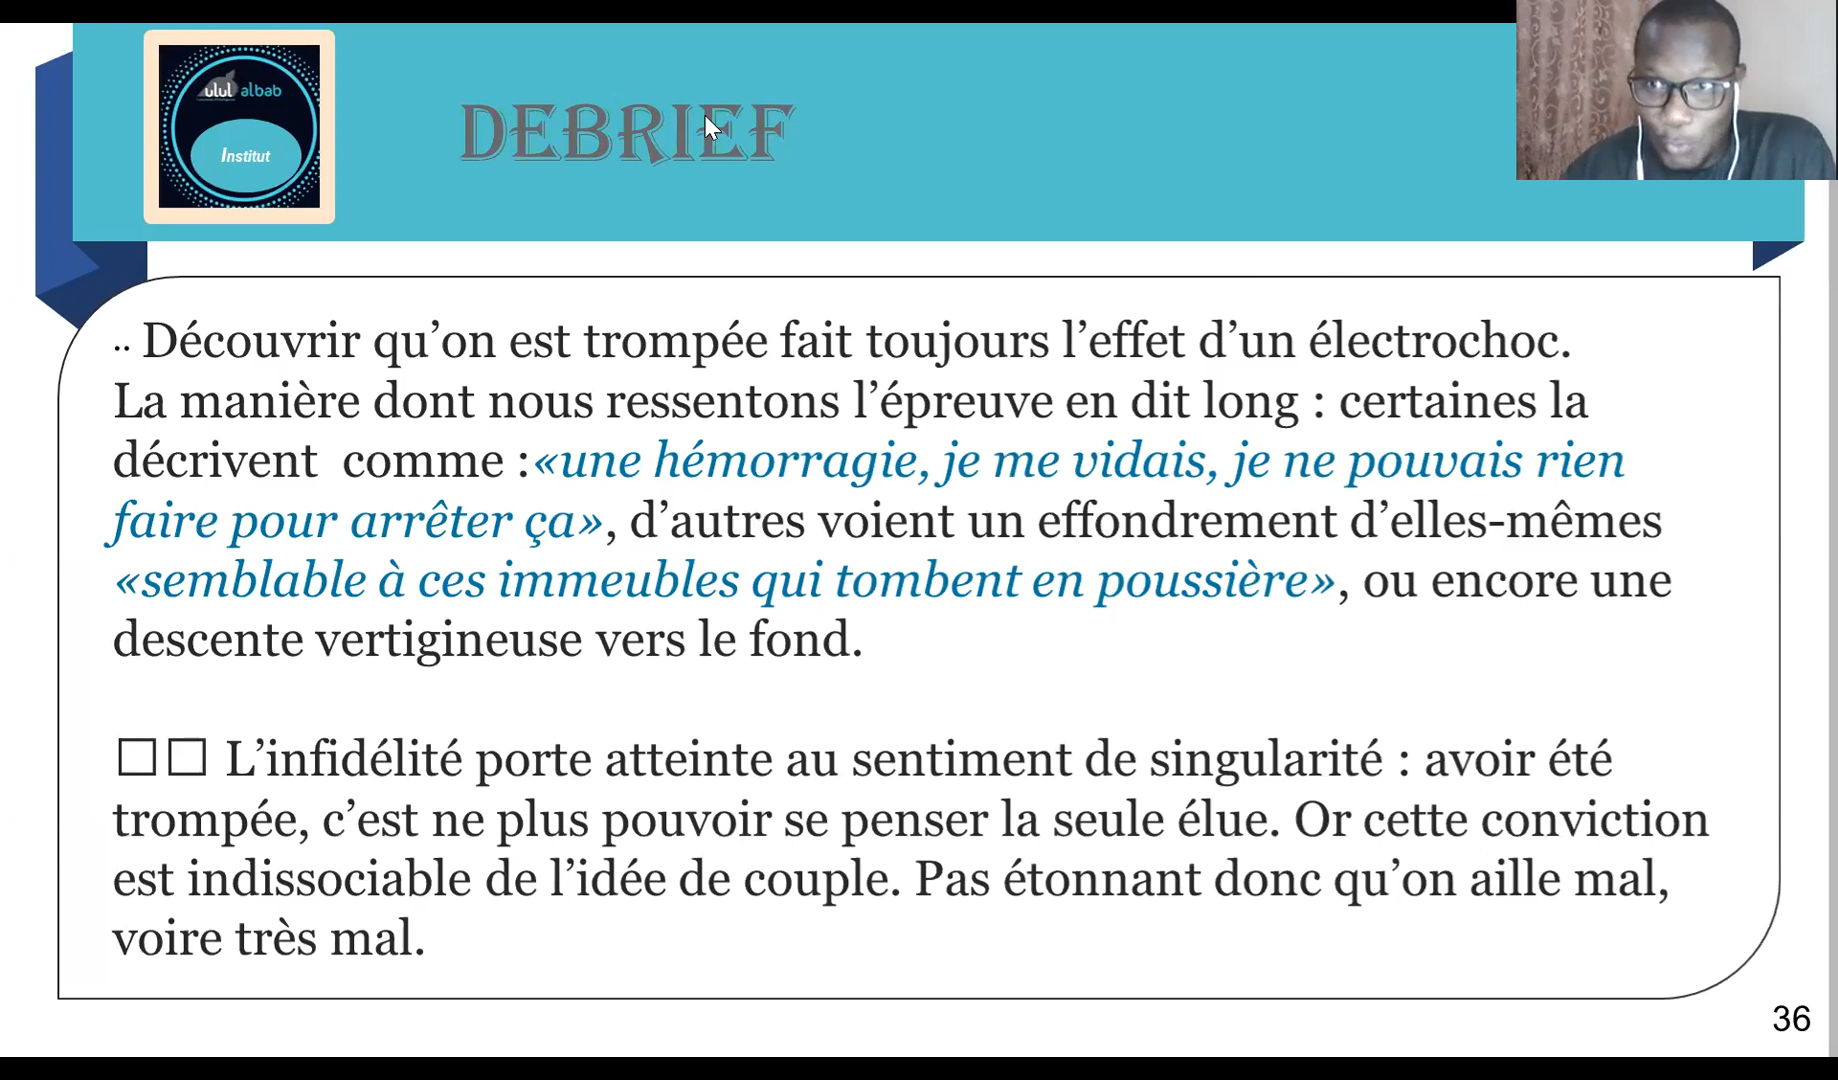 ulul albab
Institut
DEBRIEF
.. Découvrir qu’on est trompée fait toujours l’effet d’un électrochoc.
La manière dont nous ressentons l’épreuve en dit long : certaines la
décrivent  comme :«une hémorragie, je me vidais, je ne pouvais rien
faire pour arrêter ça», d’autres voient un effondrement d’elles-mêmes
«semblable à ces immeubles qui tombent en poussière», ou encore une
descente vertigineuse vers le fond.
□□ L’infidélité porte atteinte au sentiment de singularité : avoir été
trompée, c’est ne plus pouvoir se penser la seule élue. Or cette conviction
est indissociable de l’idée de couple. Pas étonnant donc qu’on aille mal,
voire très mal.
36